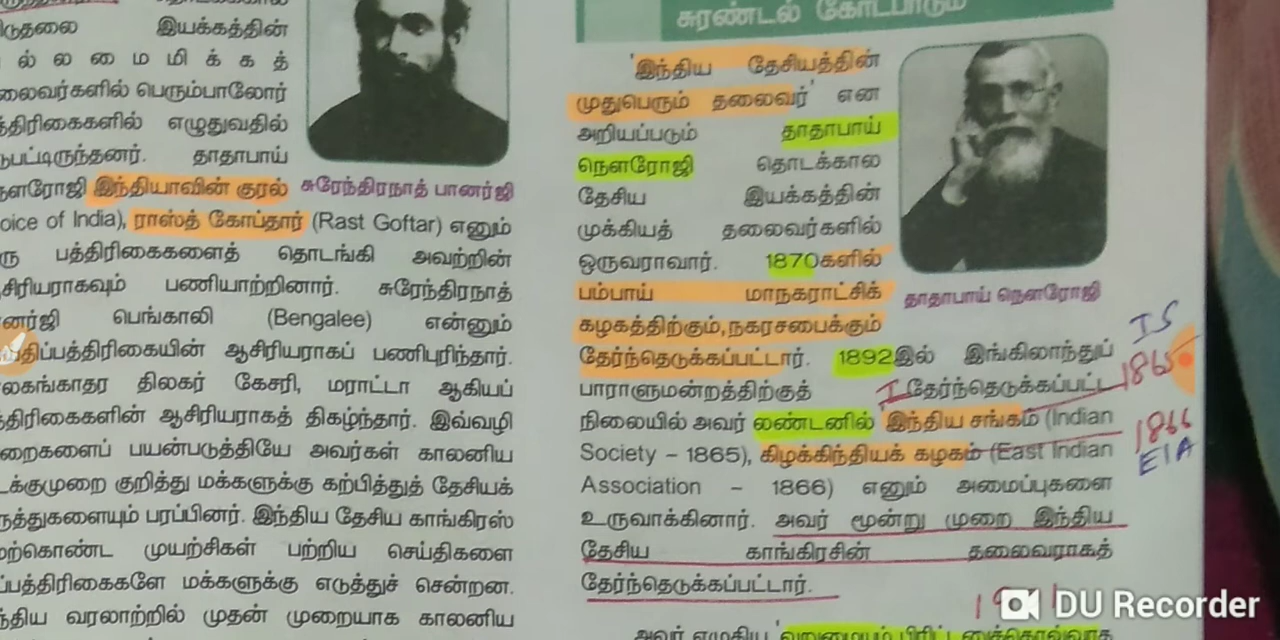 இயக்கத்தின்
ல் ல மை மி க் க த்
பெரும்பாலோர்
எழுதுவதில்
தாதாபாய்
இந்தியாவின் குரல் சுரேந்திரநாத் பானர்ஜி
of India), ராஸ்த் கோப்தார் (Rast Goftar) எனும்
பத்திரிகைகளைத் தொடங்கி அவற்றின்
பணியாற்றினார். சுரேந்திரநாத்
பெங்காலி (Bengalee) என்னும்
ஆசிரியராகப் பணிபுரிந்தார்.
திலகர் கேசரி, மராட்டா ஆகியப்
ஆசிரியராகத் திகழ்ந்தார். இவ்வழி
பயன்படுத்தியே அவர்கள் காலனிய
குறித்து மக்களுக்கு கற்பித்துத் தேசியக்
பரப்பினர். இந்திய தேசிய காங்கிரஸ்
முயற்சிகள் பற்றிய செய்திகளை
மக்களுக்கு எடுத்துச் சென்றன.
வரலாற்றில் முதன் முறையாக காலனிய
சுரண்டல் கோட்பாடும்
'இந்திய தேசியத்தின்
முதுபெரும் தலைவர்' என
அறியப்படும் தாதாபாய்
நௌரோஜி தொடக்கால
தேசிய இயக்கத்தின்
முக்கியத் தலைவர்களில்
ஒருவராவார். 1870களில்
பம்பாய் மாநகராட்சிக்
தாதாபாய் நௌரோஜி
கழகத்திற்கும்,நகரசபைக்கும்
தேர்ந்தெடுக்கப்பட்டார். 1892இல் இங்கிலாந்துப்
பாராளுமன்றத்திற்குத் தேர்ந்தெடுக்கப்பட்ட
நிலையில் அவர் லண்டனில் 'இந்திய சங்கம் (Indian
Society – 1865), கிழக்கிந்தியக் கழகம் (East Indian
Association – 1866) எனும் அமைப்புகளை
உருவாக்கினார். அவர் மூன்று முறை இந்திய
தேசிய காங்கிரசின் தலைவராகத்
தேர்ந்தெடுக்கப்பட்டார்.
அவர் எழுதிய
IS
1865
1866
EIA
DU Recorder